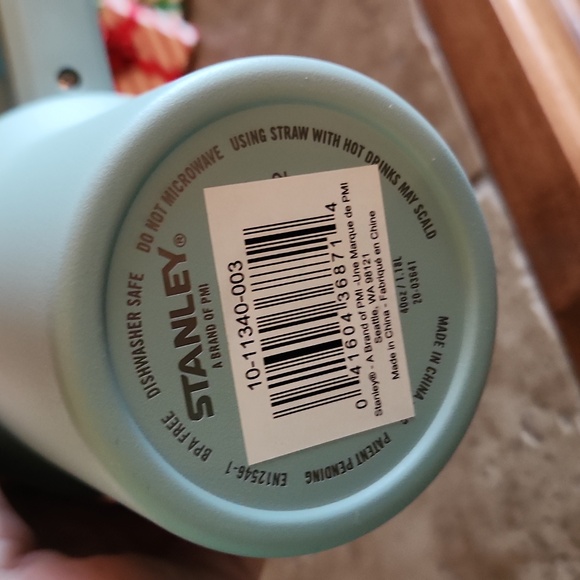 DISHWASHER SAFE
DO NOT MICROWAVE
USING STRAW WITH HOT DRINKS MAY SCALD
STANLEY®
A BRAND OF PMI
10-11340-003
0 41604 36871 4
Stanley® - A Brand of PMI -Une Marque de PMI
Seattle, WA 98121
Made in China - Fabriqué en Chine
40oz / 1.18L
20-03641
MADE IN CHINA
PATENT PENDING
EN12546-1
BPA FREE